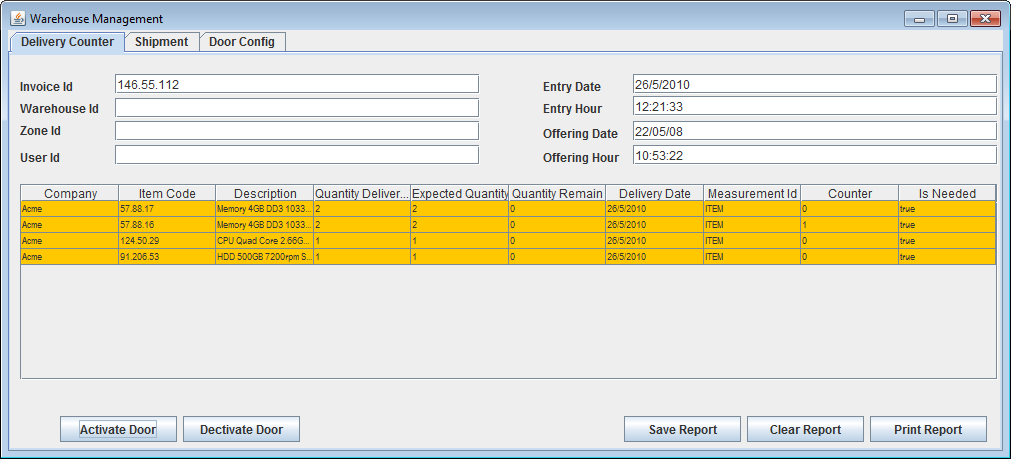 Warehouse Management
Delivery Counter Shipment Door Config
Invoice Id 146.55.112 Entry Date 26/5/2010
Warehouse Id Entry Hour 12:21:33
Zone Id Offering Date 22/05/08
User Id Offering Hour 10:53:22
Company Item Code Description Quantity Deliver... Expected Quantity Quantity Remain Delivery Date Measurement Id Counter Is Needed
Acme 57.88.17 Memory 4GB DD3 1033... 2 2 0 26/5/2010 ITEM 0 true
Acme 57.88.16 Memory 4GB DD3 1033... 2 2 0 26/5/2010 ITEM 1 true
Acme 124.50.29 CPU Quad Core 2.66G... 1 1 0 26/5/2010 ITEM 0 true
Acme 91.206.53 HDD 500GB 7200rpm S... 1 1 0 26/5/2010 ITEM 0 true
Activate Door Dectivate Door Save Report Clear Report Print Report